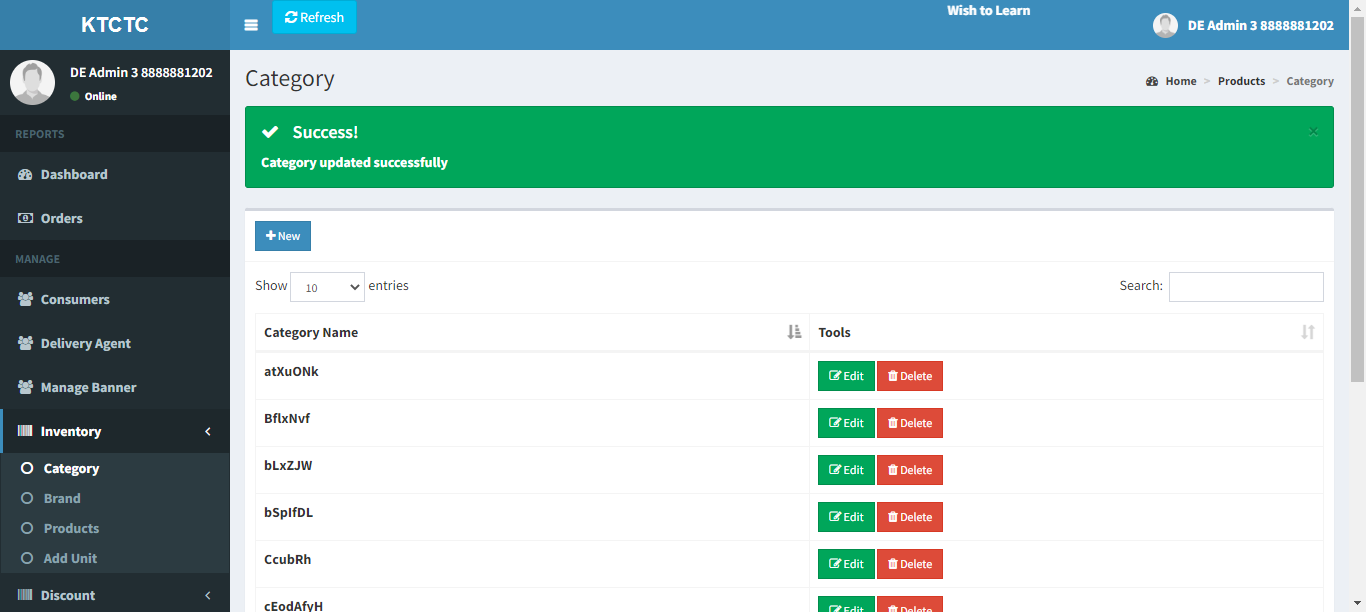 KTCTC
Refresh
Wish to Learn
DE Admin 3 8888881202
DE Admin 3 8888881202
Online
REPORTS
Dashboard
Orders
MANAGE
Consumers
Delivery Agent
Manage Banner
Inventory
Category
Brand
Products
Add Unit
Discount
Category
Home > Products > Category
Success!
×
Category updated successfully
New
Show 10 entries
Search:
Category Name Tools
atXuONk Edit Delete
BflxNvf Edit Delete
bLxZJW Edit Delete
bSpIfDL Edit Delete
CcubRh Edit Delete
cEodAfyH Edit Delete